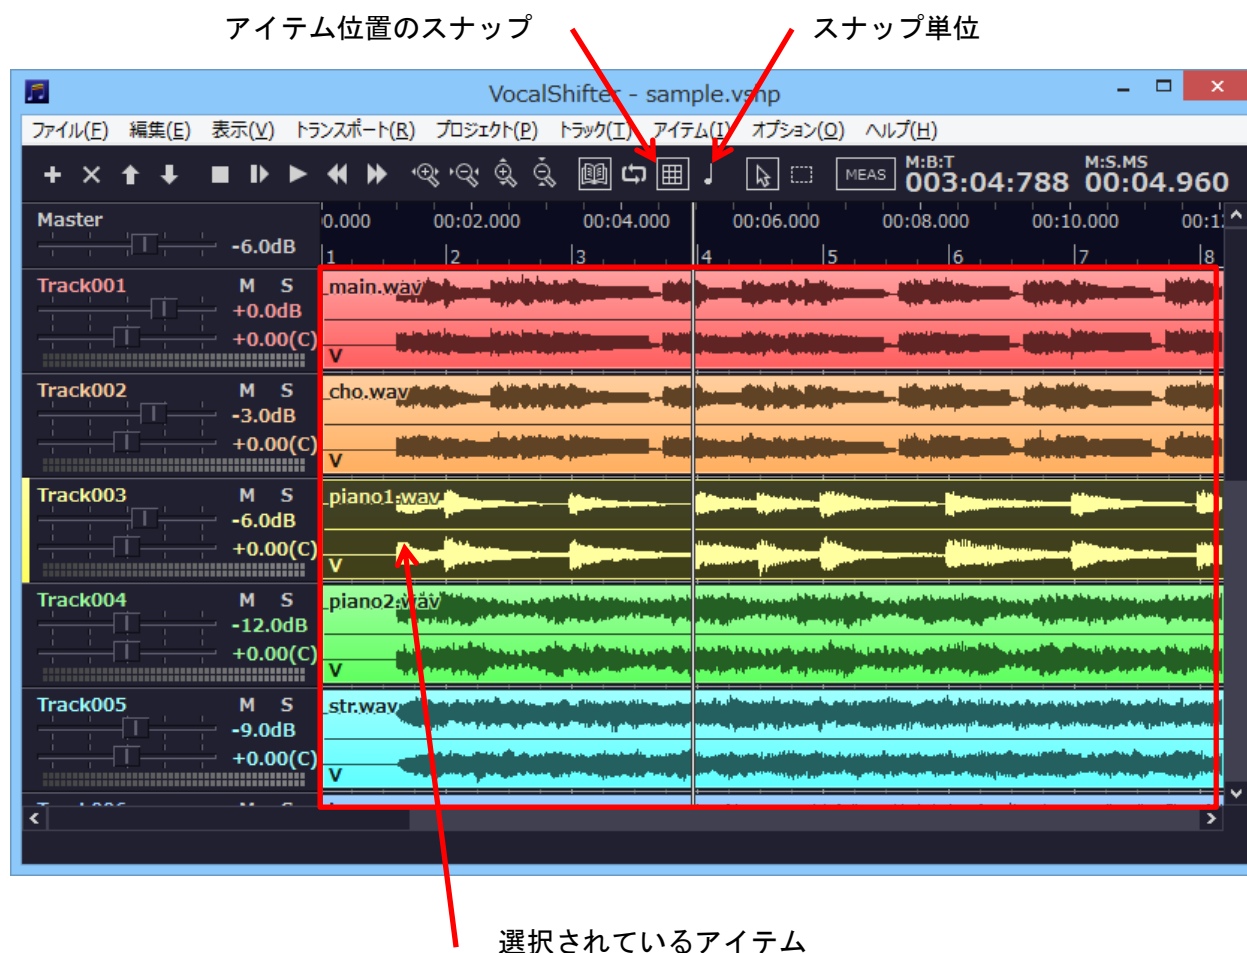 アイテム位置のスナップ
スナップ単位
VocalShifter - sample.vshp
ファイル(F) 編集(E) 表示(V) トランスポート(R) プロジェクト(P) トラック(T) アイテム(I) オプション(O) ヘルプ(H)
MEAS
M:B:T
003:04:788
M:S.MS
00:04.960
Master
-6.0dB
0.000 00:02.000 00:04.000 00:06.000 00:08.000 00:10.000
1 2 3 4 5 6 7 8
Track001 M S
+0.0dB
+0.00(C)
_main.wav
V
Track002 M S
-3.0dB
+0.00(C)
_cho.wav
V
Track003 M S
-6.0dB
+0.00(C)
_piano1.wav
V
Track004 M S
-12.0dB
+0.00(C)
_piano2.wav
V
Track005 M S
-9.0dB
+0.00(C)
_str.wav
V
選択されているアイテム